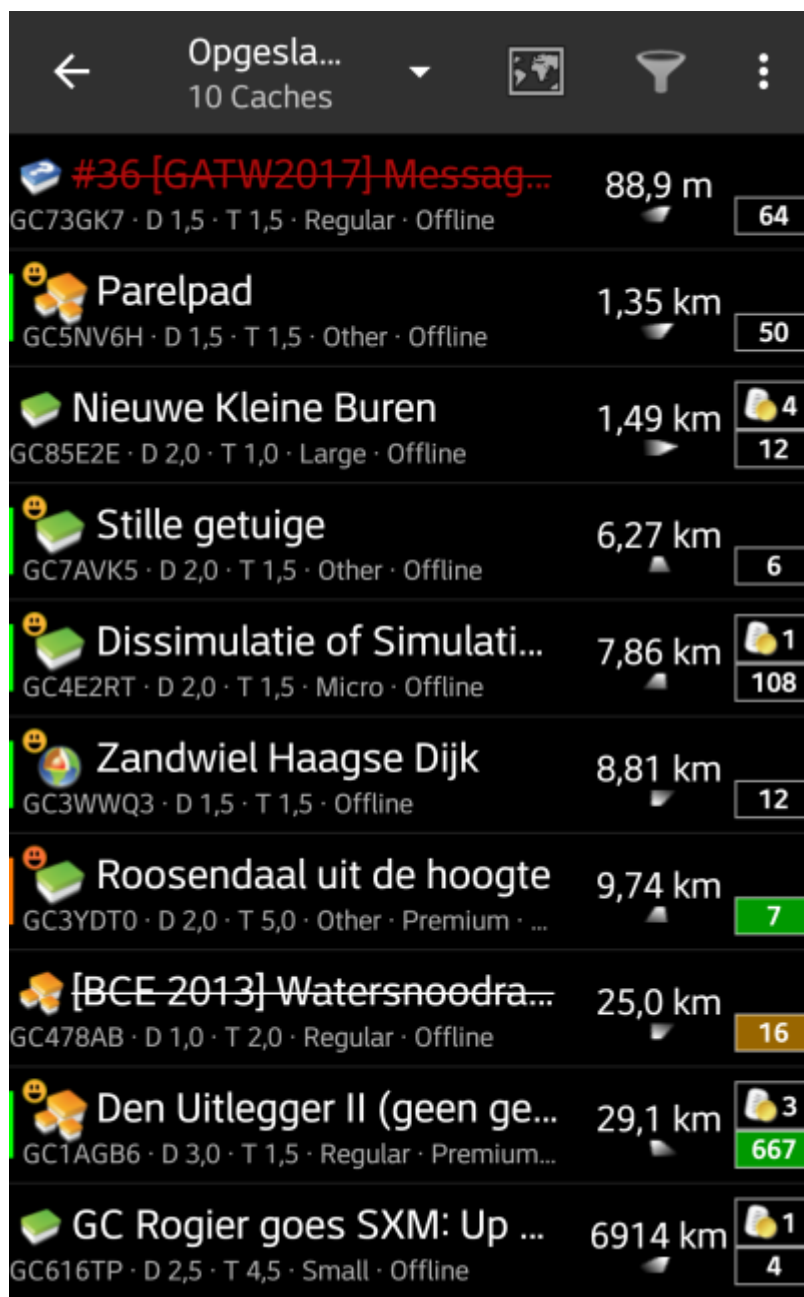 Opgesla...
10 Caches
#36 [GATW2017] Messag...
88,9 m
GC73GK7 · D 1,5 · T 1,5 · Regular · Offline
64
Parelpad
1,35 km
GC5NV6H · D 1,5 · T 1,5 · Other · Offline
50
Nieuwe Kleine Buren
1,49 km
4
GC85E2E · D 2,0 · T 1,0 · Large · Offline
12
Stille getuige
6,27 km
GC7AVK5 · D 2,0 · T 1,5 · Other · Offline
6
Dissimulatie of Simulati...
7,86 km
1
GC4E2RT · D 2,0 · T 1,5 · Micro · Offline
108
Zandwiel Haagse Dijk
8,81 km
GC3WWQ3 · D 1,5 · T 1,5 · Offline
12
Roosendaal uit de hoogte
9,74 km
GC3YDT0 · D 2,0 · T 5,0 · Other · Premium · ...
7
[BCE 2013] Watersnoodra...
25,0 km
GC478AB · D 1,0 · T 2,0 · Regular · Offline
16
Den Uitlegger II (geen ge...
29,1 km
3
GC1AGB6 · D 3,0 · T 1,5 · Regular · Premium...
667
GC Rogier goes SXM: Up ...
6914 km
1
GC616TP · D 2,5 · T 4,5 · Small · Offline
4